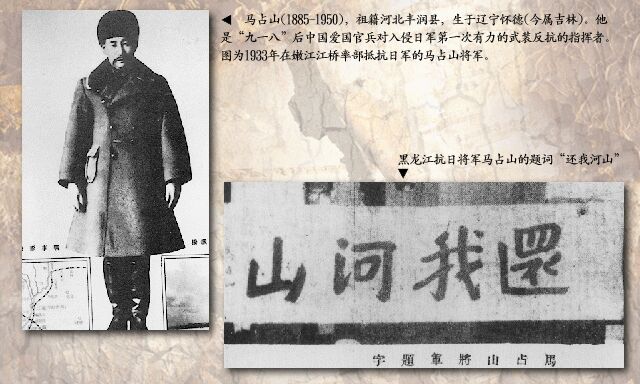 马占山(1885-1950)，祖籍河北丰润县，生于辽宁怀德(今属吉林)。他
是“九一八”后中国爱国官兵对入侵日军第一次有力的武装反抗的指挥者。
图为1933年在嫩江江桥率部抵抗日军的马占山将军。
黑龙江抗日将军马占山的题词“还我河山”
還我河山
馬占山將軍題字